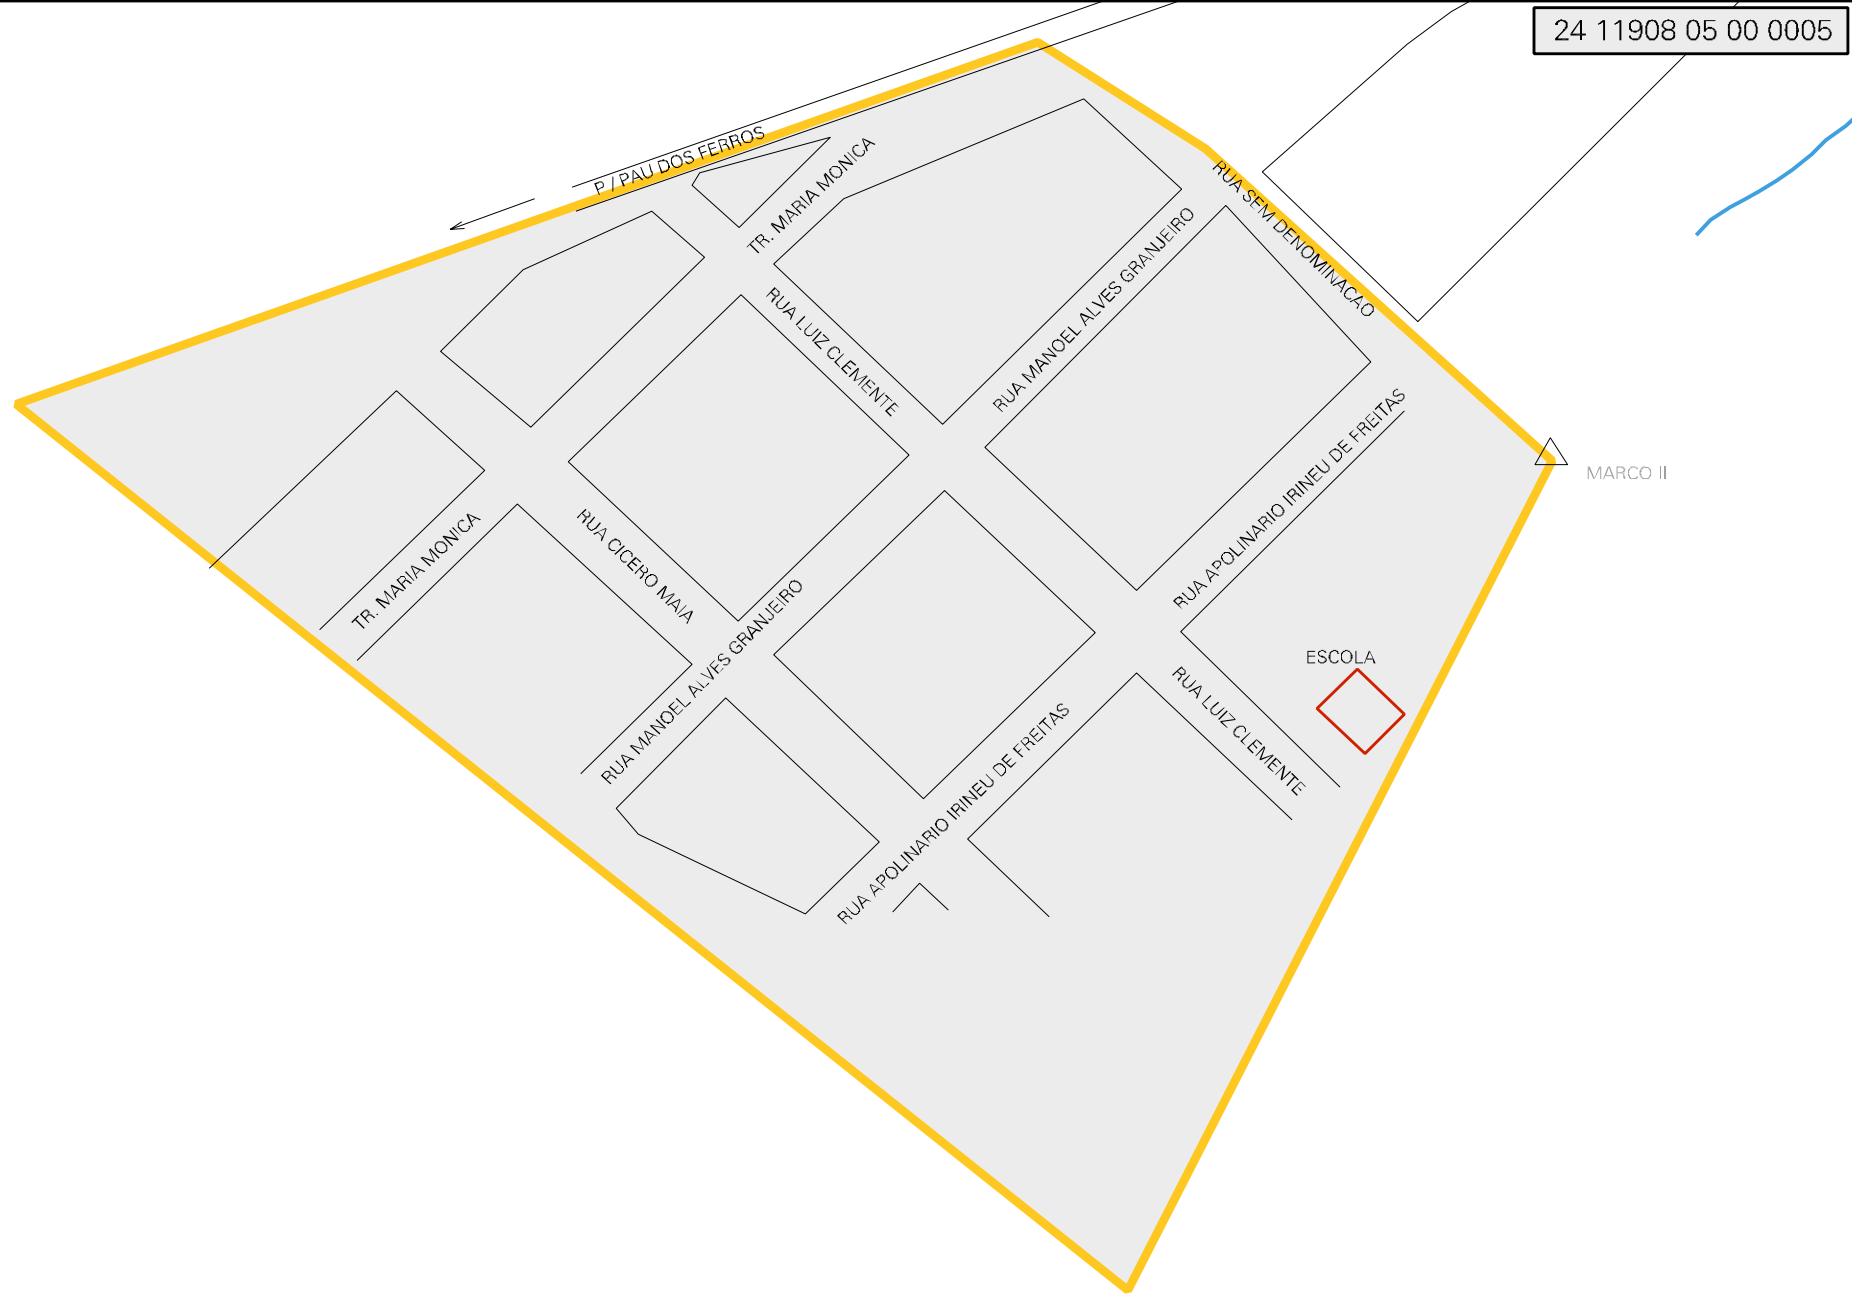 24 11908 05 00 0005
P / PAU DOS FERROS
TR. MARIA MONICA
RUA SEM DENOMINACAO
RUA MANOEL ALVES GRANJEIRO
RUA LUIZ CLEMENTE
RUA APOLINARIO IRINEU DE FREITAS
MARCO II
TR. MARIA MONICA
RUA CICERO MAIA
RUA MANOEL ALVES GRANJEIRO
ESCOLA
RUA LUIZ CLEMENTE
RUA APOLINARIO IRINEU DE FREITAS